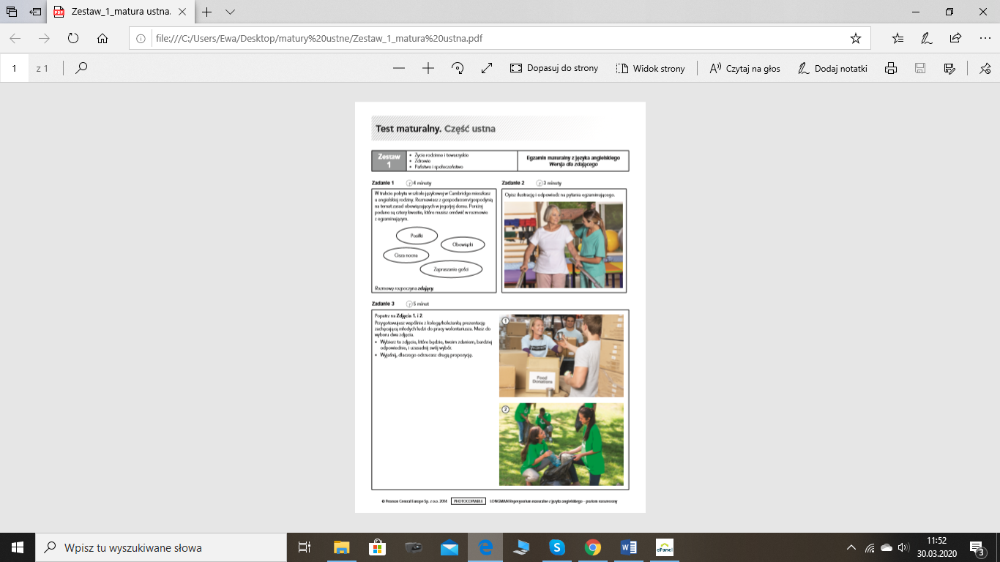 Zestaw_1_matura ustna.
file:///C:/Users/Ewa/Desktop/matury%20ustne/Zestaw_1_matura%20ustna.pdf
1 z 1
Dopasuj do strony
Widok strony
Czytaj na głos
Dodaj notatki
Test maturalny. Część ustna
Zestaw
1
• Życie rodzinne i towarzyskie
• Zdrowie
• Państwo i społeczeństwo
Egzamin maturalny z języka angielskiego
Wersja dla zdającego
Zadanie 1 4 minuty
W trakcie pobytu w szkole językowej w Cambridge mieszkasz
u angielskiej rodziny. Rozmawiasz z gospodarzem/gospodynią
na temat zasad obowiązujących w jego/jej domu. Poniżej
podane są cztery kwestie, które musisz omówić w rozmowie
z egzaminującym.
Posiłki
Obowiązki
Cisza nocna
Zapraszanie gości
Rozmowę rozpoczyna zdający.
Zadanie 2 3 minuty
Opisz ilustrację i odpowiedz na pytania egzaminującego.
Zadanie 3 5 minut
Popatrz na Zdjęcia 1. i 2.
Przygotowujesz wspólnie z kolegą/koleżanką prezentację
zachęcającą młodych ludzi do pracy wolontariusza. Masz do
wyboru dwa zdjęcia.
• Wybierz to zdjęcie, które będzie, twoim zdaniem, bardziej
odpowiednie, i uzasadnij swój wybór.
• Wyjaśnij, dlaczego odrzucasz drugą propozycję.
1
Food
Donations
2
© Pearson Central Europe Sp. z o.o. 2014 PHOTOCOPIABLE LONGMAN Repetytorium maturalne z języka angielskiego – poziom rozszerzony
Wpisz tu wyszukiwane słowa
ePanel
11:52
30.03.2020
3